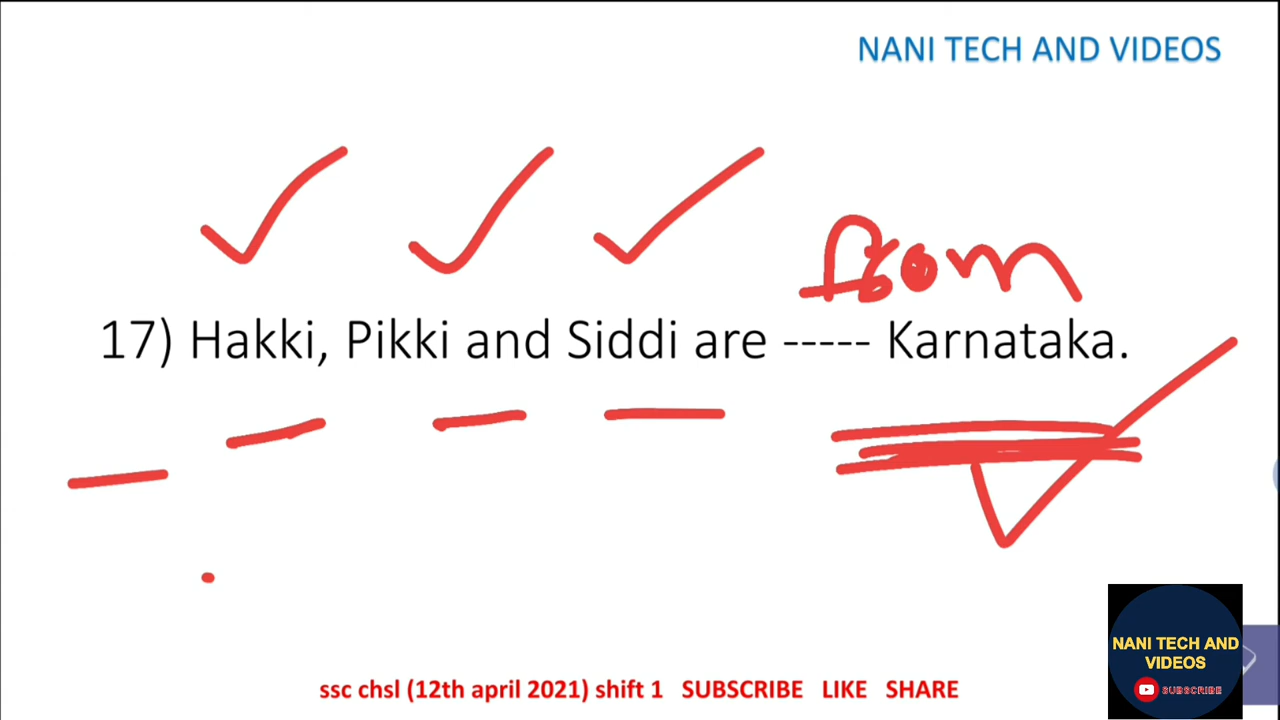 NANI TECH AND VIDEOS
from
17) Hakki, Pikki and Siddi are ----- Karnataka.
NANI TECH AND
VIDEOS
SUBSCRIBE
ssc chsl (12th april 2021) shift 1 SUBSCRIBE LIKE SHARE